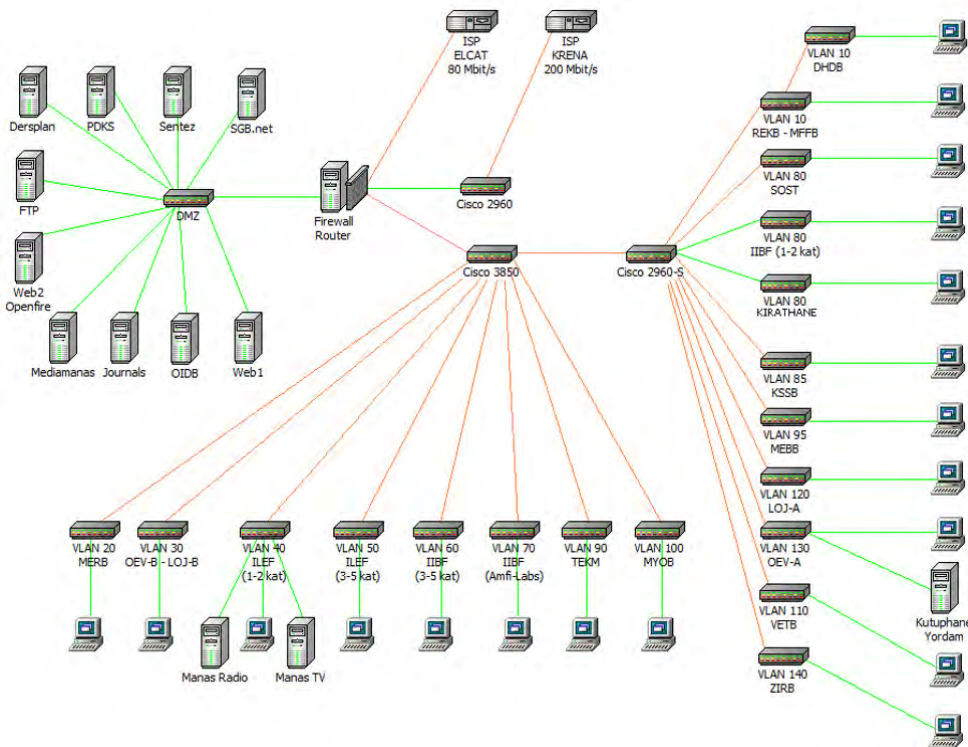 ISP
ELCAT
80 Mbit/s
ISP
KRENA
200 Mbit/s
VLAN 10
DHDB
Dersplan
PDKS
Sentez
SGB.net
VLAN 10
REKB - MFFB
VLAN 80
SOST
FTP
DMZ
Firewall
Router
Cisco 2960
VLAN 80
IIBF (1-2 kat)
Web2
Openfire
Cisco 3850
Cisco 2960-S
VLAN 80
KIRATHANE
Mediamanas
Journals
OIDB
Web1
VLAN 85
KSSB
VLAN 95
MEBB
VLAN 120
LOJ-A
VLAN 20
MERB
VLAN 30
OEV-B - LOJ-B
VLAN 40
ILEF
(1-2 kat)
VLAN 50
ILEF
(3-5 kat)
VLAN 60
IIBF
(3-5 kat)
VLAN 70
IIBF
(Amfi-Labs)
VLAN 90
TEKM
VLAN 100
MYOB
VLAN 130
OEV-A
VLAN 110
VETB
Kutuphane
Yordam
Manas Radio
Manas TV
VLAN 140
ZIRB